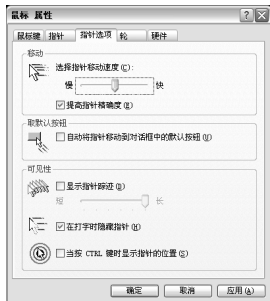 鼠标 属性
鼠标键 指针 指针选项 轮 硬件
移动
选择指针移动速度(C):
慢 快
提高指针精确度(E)
取默认按钮
自动将指针移动到对话框中的默认按钮(U)
可见性
显示指针踪迹(D)
短 长
在打字时隐藏指针(H)
当按 CTRL 键时显示指针的位置(S)
确定 取消 应用(A)